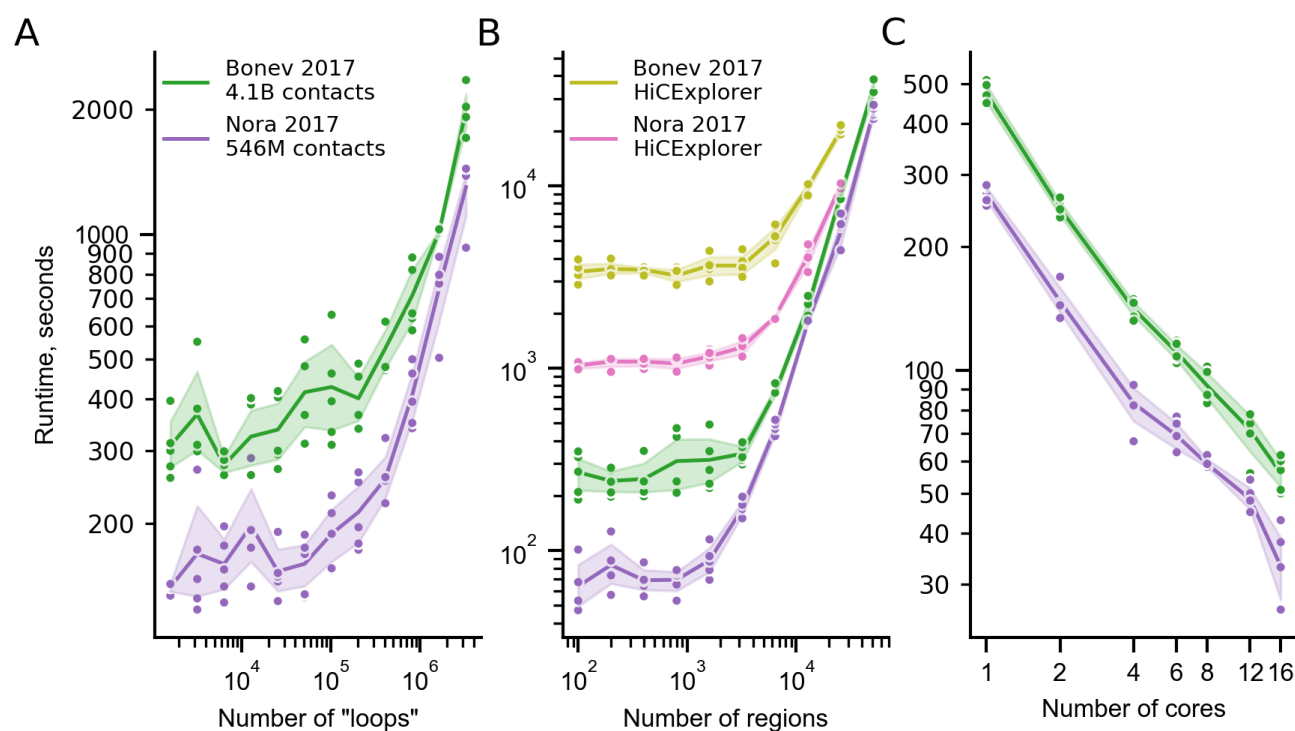 A
B
C
Bonev 2017
4.1B contacts
Nora 2017
546M contacts
Bonev 2017
HiCExplorer
Nora 2017
HiCExplorer
Runtime, seconds
2000
1000
900
800
700
600
500
400
300
200
10^4
10^5
10^6
Number of "loops"
10^4
10^3
10^2
10^2
10^3
10^4
Number of regions
500
400
300
200
100
90
80
70
60
50
40
30
1
2
4
6
8
12
16
Number of cores